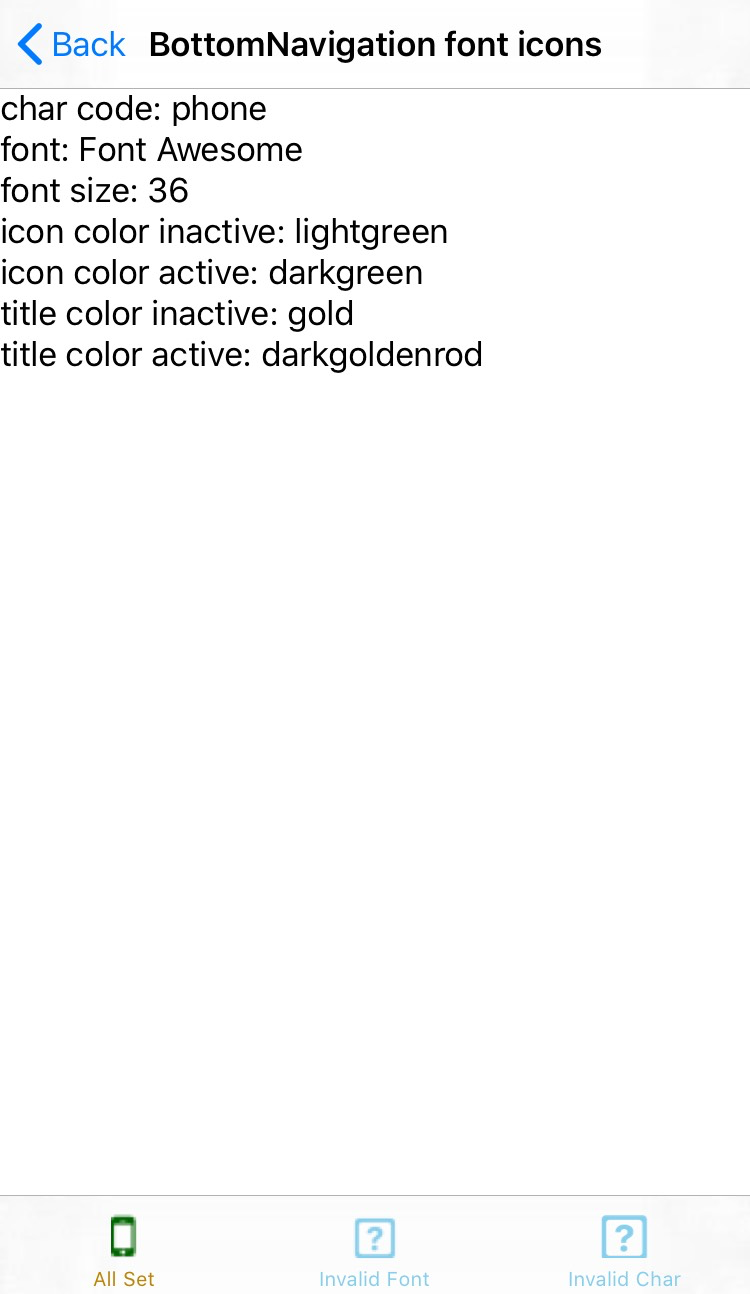 Back
BottomNavigation font icons
char code: phone
font: Font Awesome
font size: 36
icon color inactive: lightgreen
icon color active: darkgreen
title color inactive: gold
title color active: darkgoldenrod
?
?
All Set
Invalid Font
Invalid Char